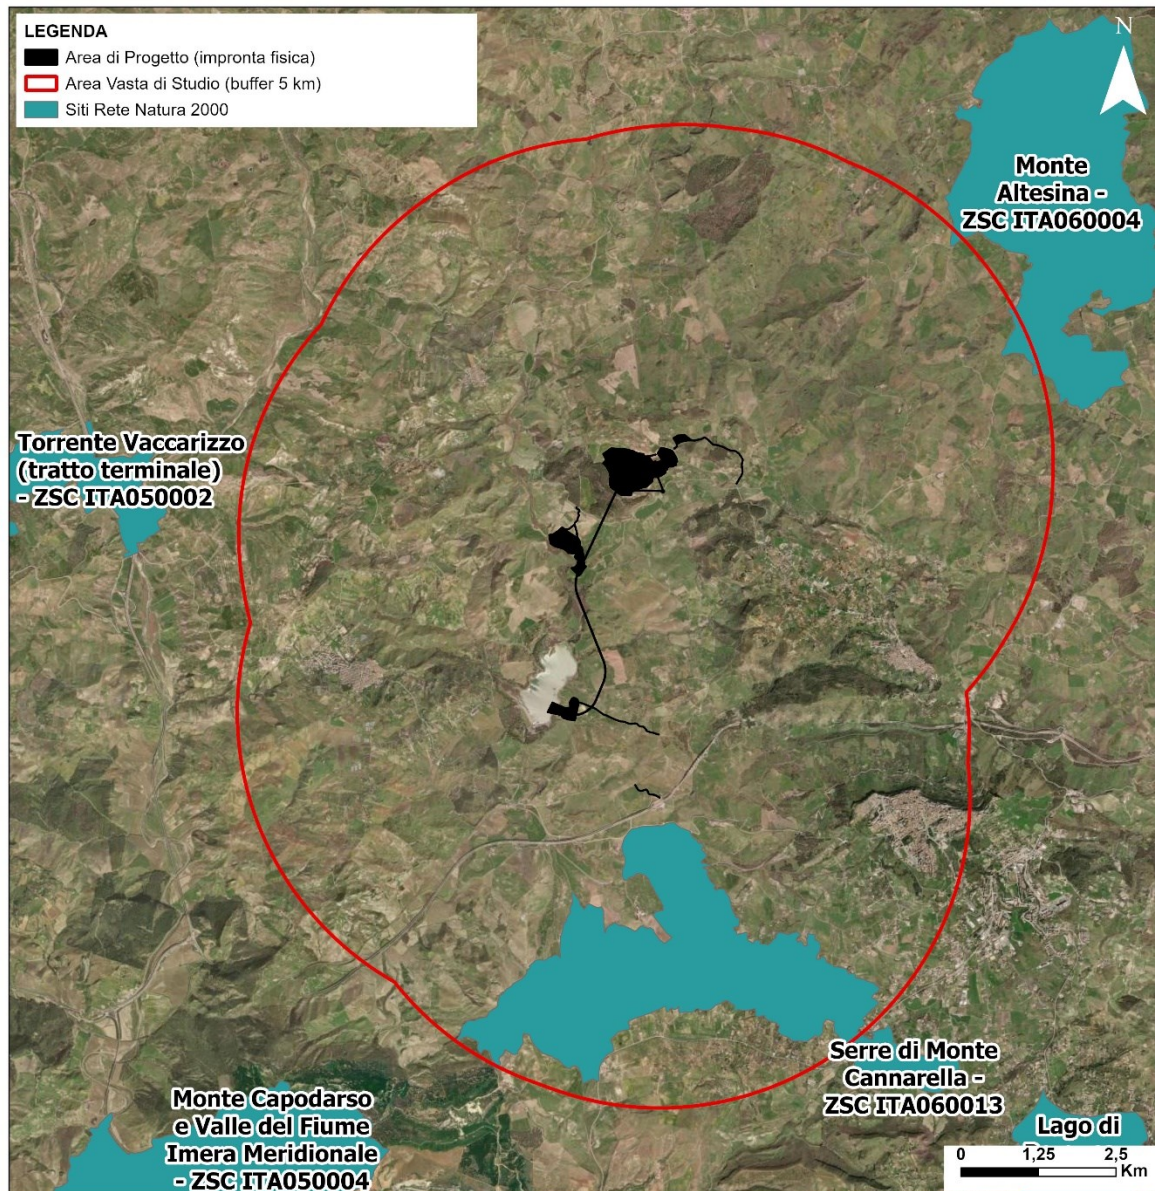 LEGENDA
Area di Progetto (impronta fisica)
Area Vasta di Studio (buffer 5 km)
Siti Rete Natura 2000
N
Monte
Altesina -
ZSC ITA060004
Torrente Vaccarizzo
(tratto terminale)
- ZSC ITA050002
Serre di Monte
Cannarella -
ZSC ITA060013
Monte Capodarso
e Valle del Fiume
Imera Meridionale
- ZSC ITA050004
Lago di
0 1,25 2,5
Km